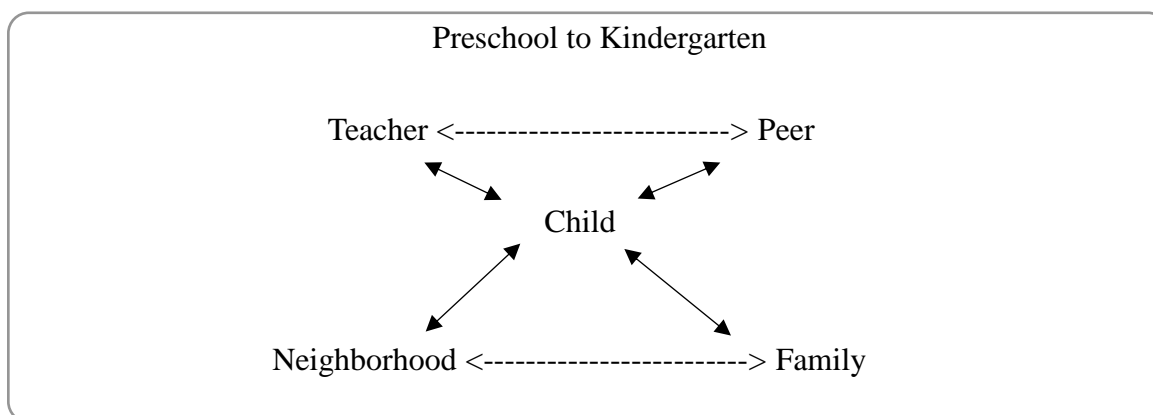 Preschool to Kindergarten
Teacher <---------------------------> Peer
Child
Neighborhood <-------------------------> Family